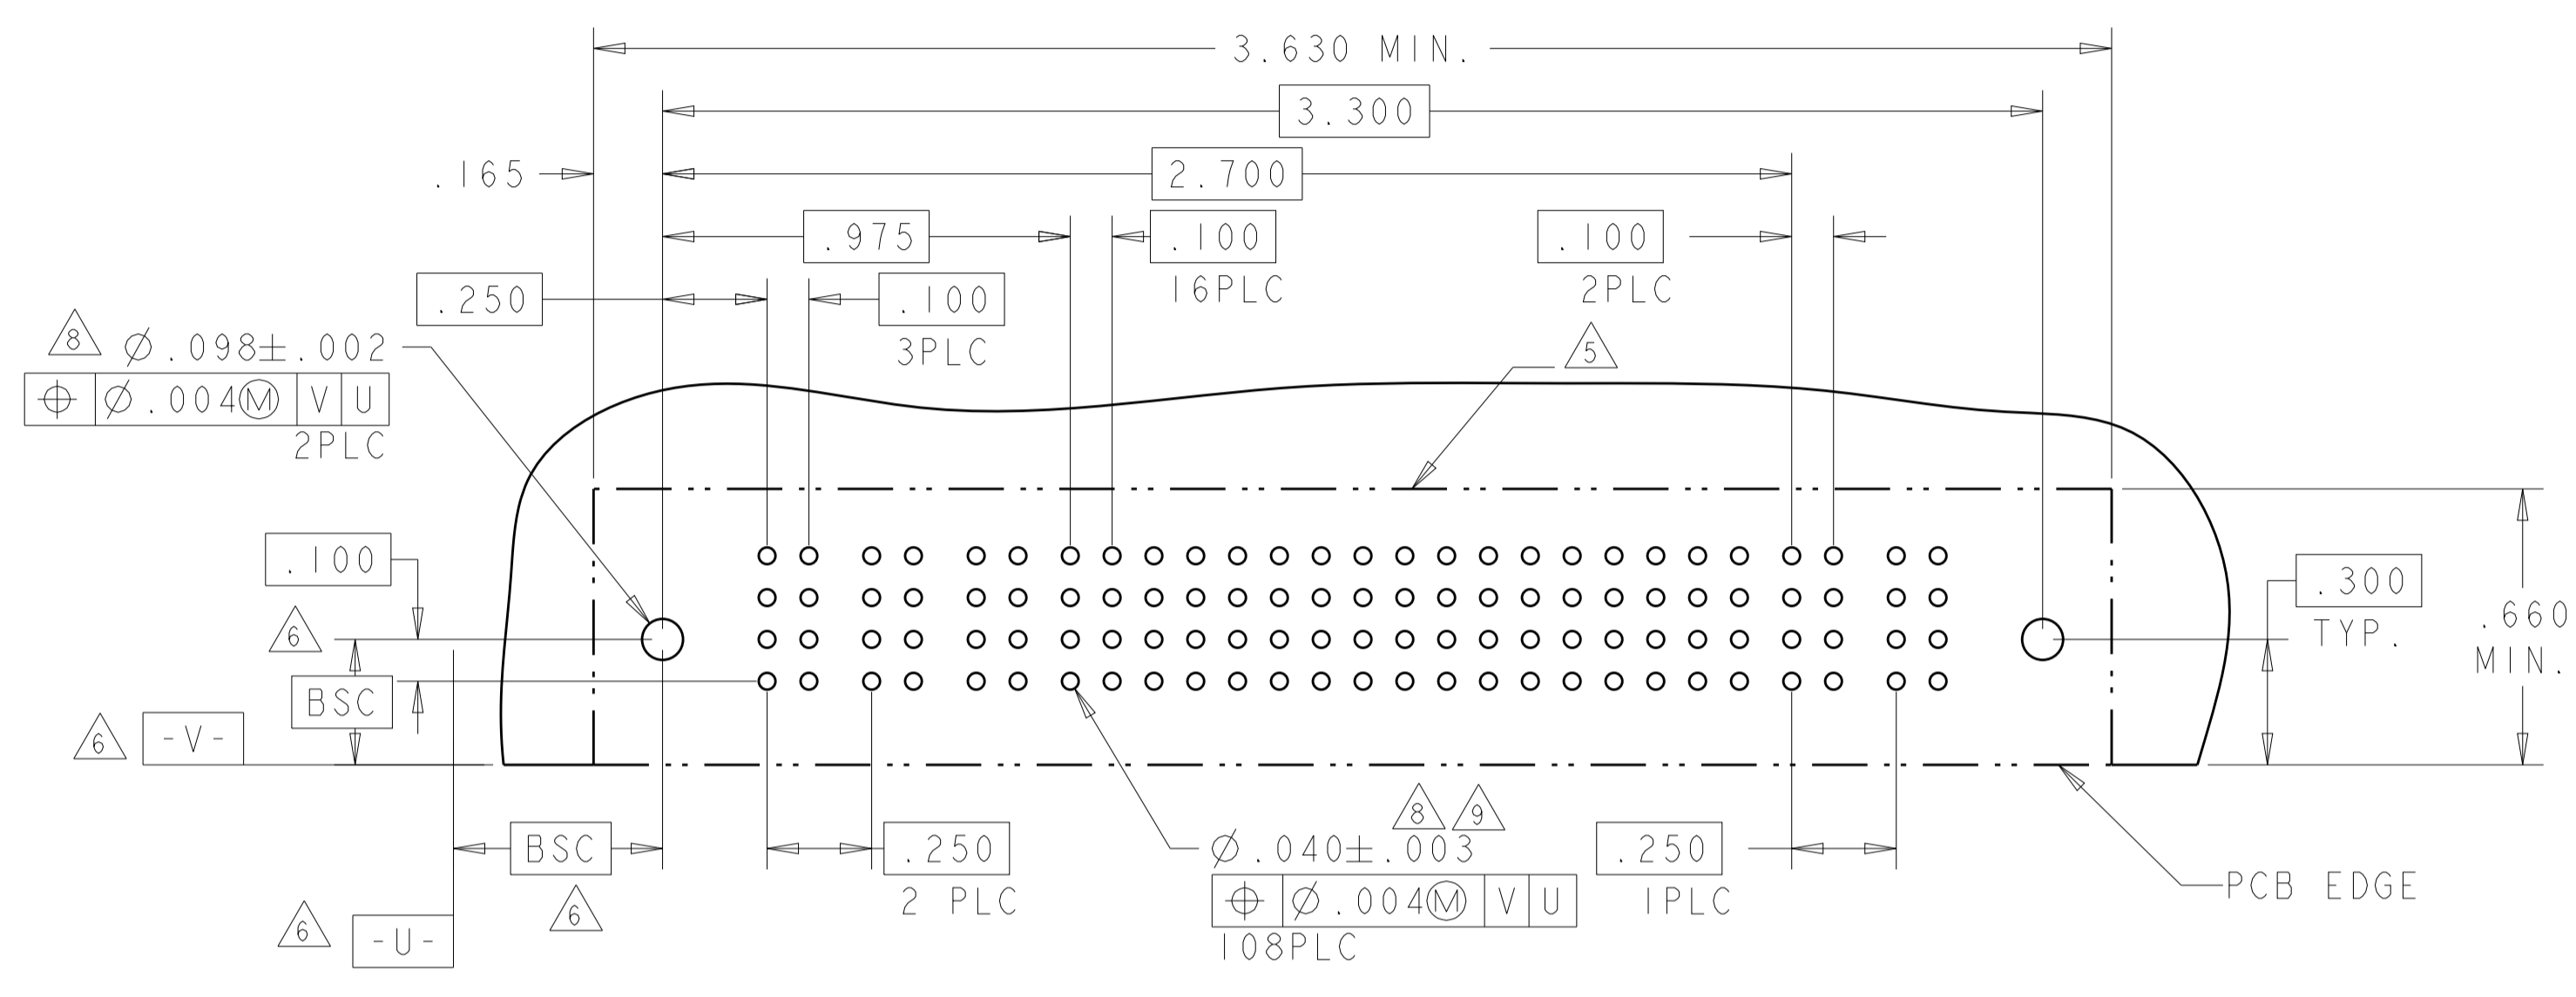 3.630 MIN.
3.300
.165
2.700
.975
.100
16PLC
.100
2PLC
.250
.100
3PLC
8 Ø.098±.002
⌖ Ø.004Ⓜ V U
2PLC
5
.100
6
BSC
6 -V-
.300
TYP.
.660
MIN.
BSC
6
6 -U-
.250
2 PLC
8 9
Ø.040±.003
⌖ Ø.004Ⓜ V U
108PLC
.250
1PLC
PCB EDGE